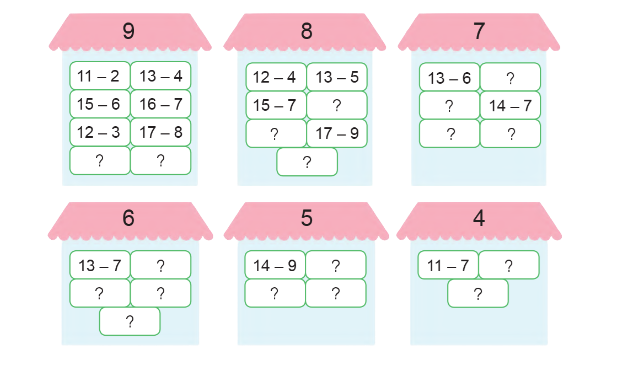 9 8 7
11 – 2 13 – 4 12 – 4 13 – 5 13 – 6 ?
15 – 6 16 – 7 15 – 7 ? ? 14 – 7
12 – 3 17 – 8 ? 17 – 9 ? ?
? ? ?
6 5 4
13 – 7 ? 14 – 9 ? 11 – 7 ?
? ? ? ? ?
?